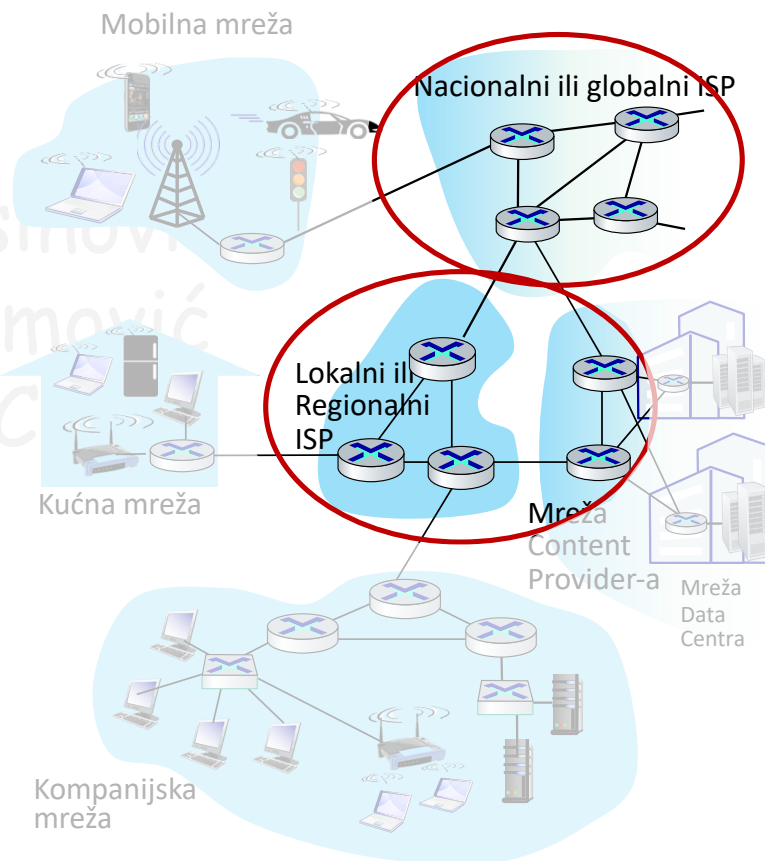 Mobilna mreža
Nacionalni ili globalni ISP
Lokalni ili
Regionalni
ISP
Kućna mreža
Mreža
Content
Provider-a
Mreža
Data
Centra
Kompanijska
mreža